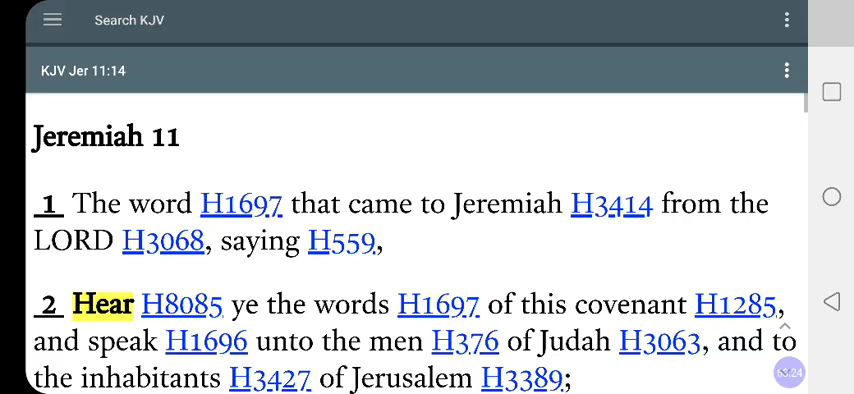 Search KJV
KJV Jer 11:14
Jeremiah 11
1 The word H1697 that came to Jeremiah H3414 from the
LORD H3068, saying H559,
2 Hear H8085 ye the words H1697 of this covenant H1285,
and speak H1696 unto the men H376 of Judah H3063, and to
the inhabitants H3427 of Jerusalem H3389;